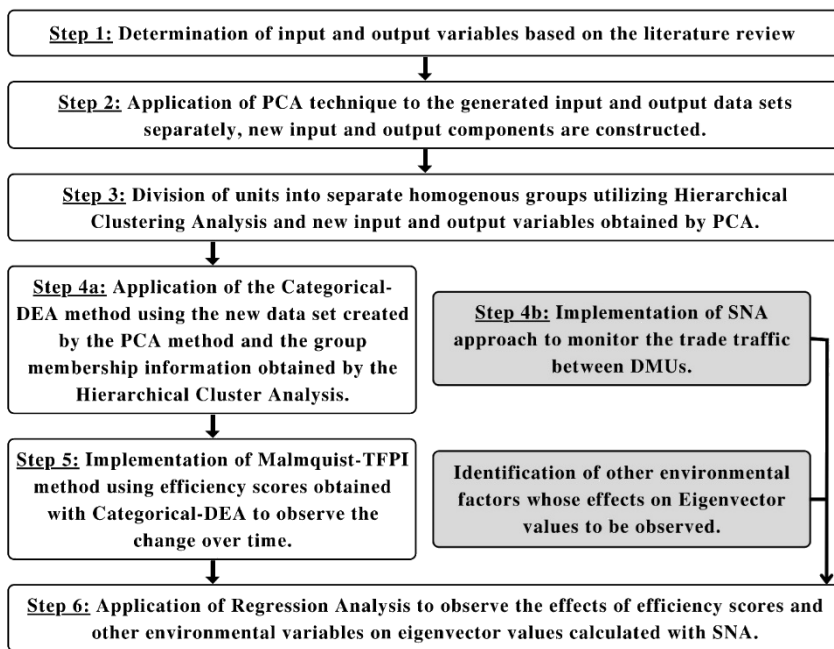 Step 1: Determination of input and output variables based on the literature review
Step 2: Application of PCA technique to the generated input and output data sets
separately, new input and output components are constructed.
Step 3: Division of units into separate homogenous groups utilizing Hierarchical
Clustering Analysis and new input and output variables obtained by PCA.
Step 4a: Application of the Categorical-
DEA method using the new data set created
by the PCA method and the group
membership information obtained by the
Hierarchical Cluster Analysis.
Step 4b: Implementation of SNA
approach to monitor the trade traffic
between DMUs.
Step 5: Implementation of Malmquist-TFPI
method using efficiency scores obtained
with Categorical-DEA to observe the
change over time.
Identification of other environmental
factors whose effects on Eigenvector
values to be observed.
Step 6: Application of Regression Analysis to observe the effects of efficiency scores and
other environmental variables on eigenvector values calculated with SNA.